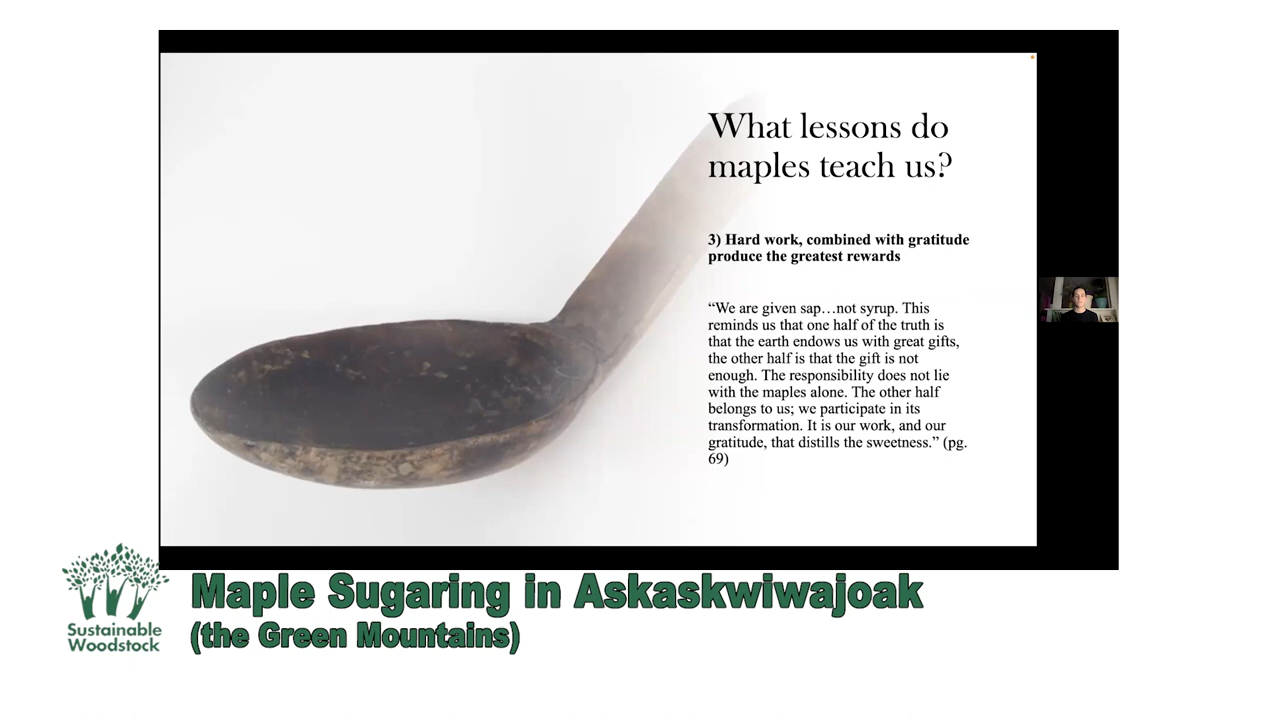 What lessons do
maples teach us?
3) Hard work, combined with gratitude
produce the greatest rewards
“We are given sap…not syrup. This
reminds us that one half of the truth is
that the earth endows us with great gifts,
the other half is that the gift is not
enough. The responsibility does not lie
with the maples alone. The other half
belongs to us; we participate in its
transformation. It is our work, and our
gratitude, that distills the sweetness.” (pg.
69)
Maple Sugaring in Askaskwiwajoak
(the Green Mountains)
Sustainable
Woodstock